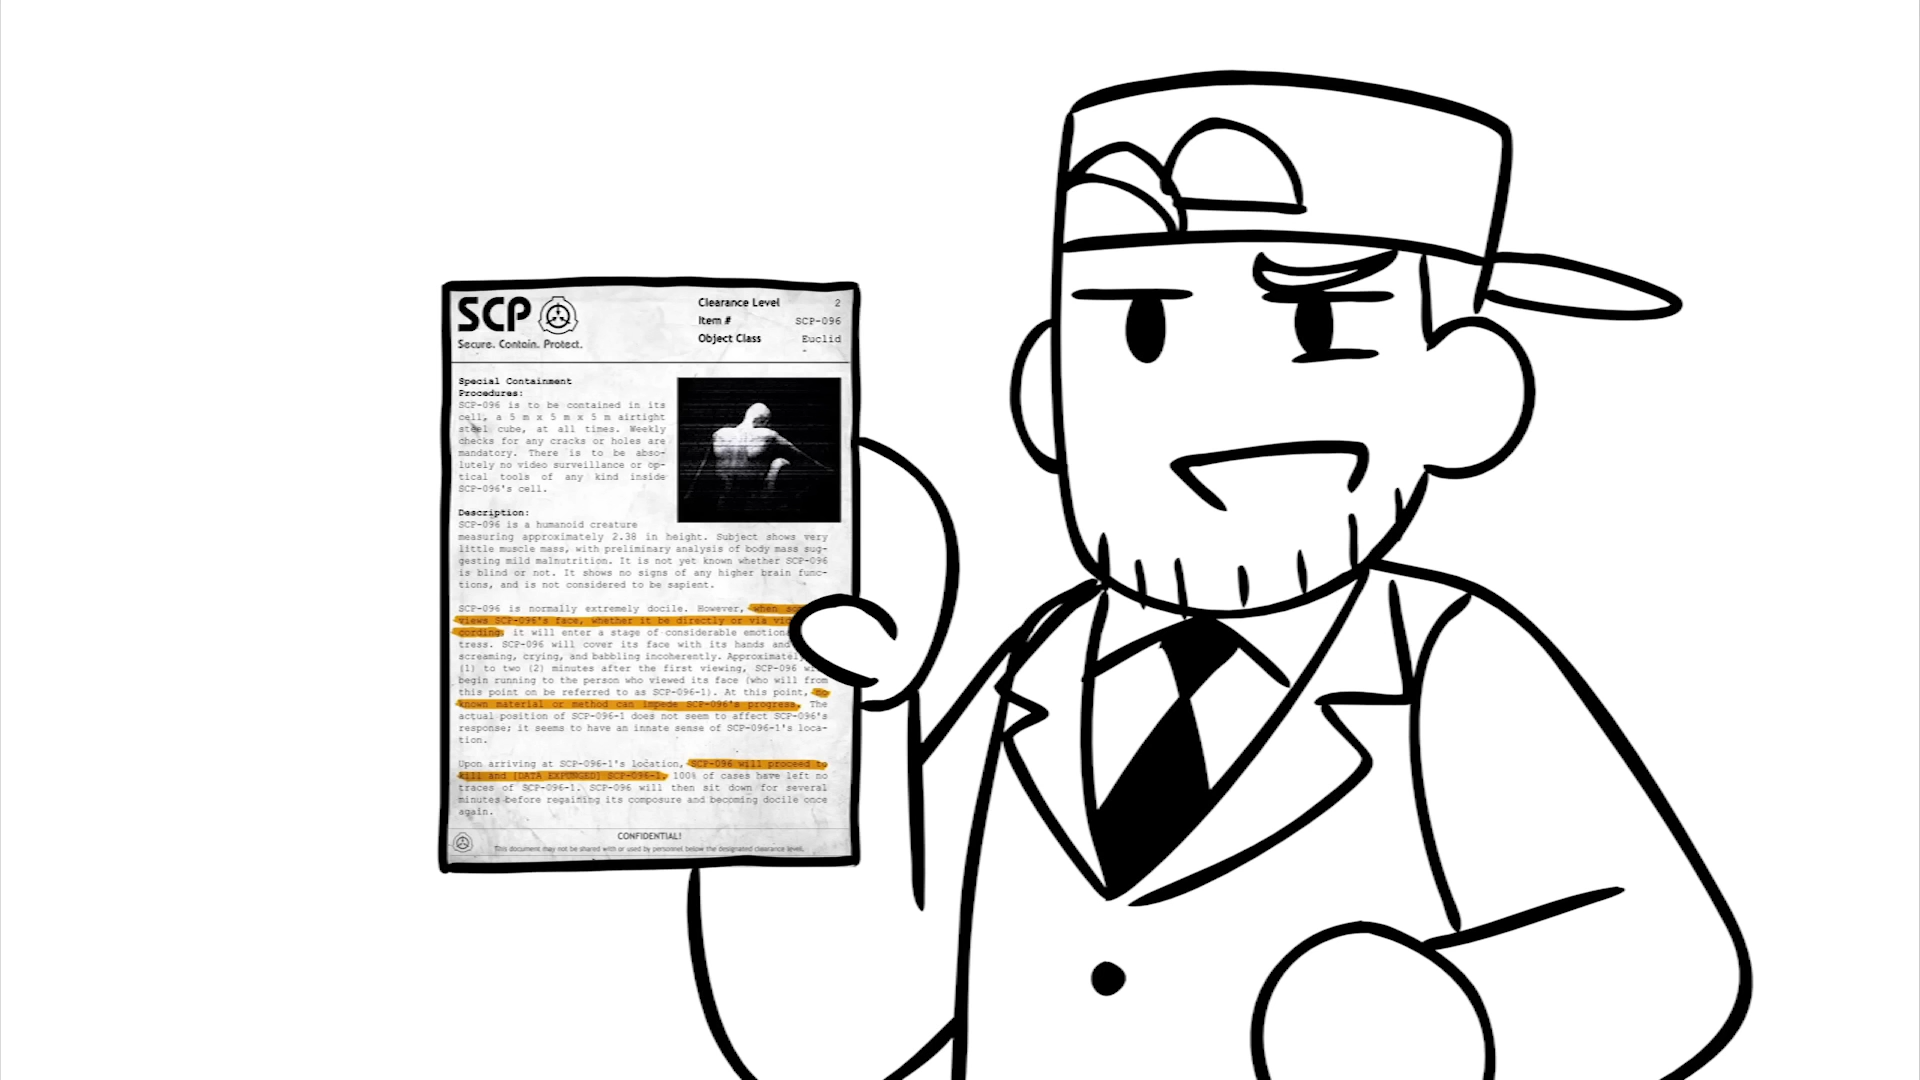 SCP
Secure. Contain. Protect.
Clearance Level 2
Item # SCP-096
Object Class Euclid
Special Containment
Procedures:
SCP-096 is to be contained in its
cell, a 5 m x 5 m x 5 m airtight
steel cube, at all times. Weekly
checks for any cracks or holes are
mandatory. There is to be abso-
lutely no video surveillance or op-
tical tools of any kind inside
SCP-096's cell.
Description:
SCP-096 is a humanoid creature
measuring approximately 2.38 in height. Subject shows very
little muscle mass, with preliminary analysis of body mass sug-
gesting mild malnutrition. It is not yet known whether SCP-096
is blind or not. It shows no signs of any higher brain func-
tions, and is not considered to be sapient.
SCP-096 is normally extremely docile. However, when
views SCP-096's face, whether it be directly or via
cording, it will enter a stage of considerable
tress. SCP-096 will cover its face with its hands and
screaming, crying, and babbling incoherently. Approximately
(1) to two (2) minutes after the first viewing, SCP-096
begin running to the person who viewed its face (who will from
this point on be referred to as SCP-096-1). At this point, no
known material or method can impede SCP-096's progress. The
actual position of SCP-096-1 does not seem to affect SCP-096's
response; it seems to have an innate sense of SCP-096-1's loca-
tion.
Upon arriving at SCP-096-1's location, SCP-096 will proceed to
kill and [DATA EXPUNGED] SCP-096-1. 100% of cases have left no
traces of SCP-096-1. SCP-096 will then sit down for several
minutes before regaining its composure and becoming docile once
again.
CONFIDENTIAL!
This document may not be shared with or used by personnel below the designated clearance level.